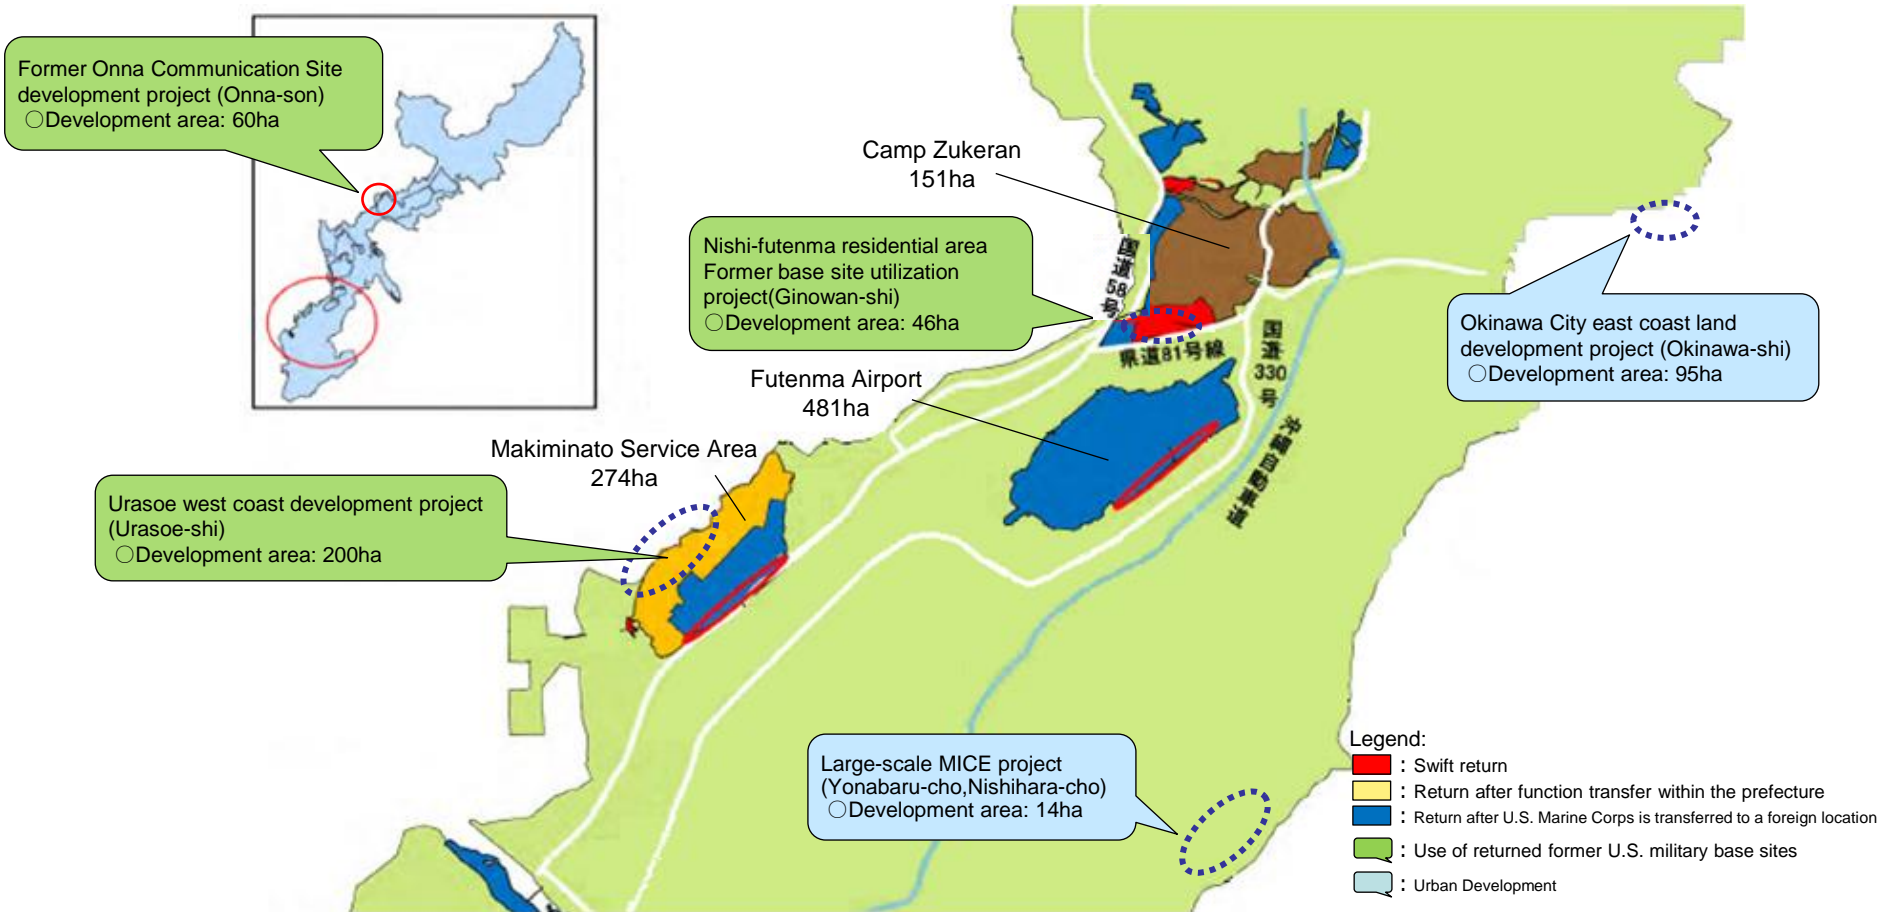 Former Onna Communication Site
development project (Onna-son)
○Development area: 60ha
Camp Zukeran
151ha
Nishi-futenma residential area
Former base site utilization
project(Ginowan-shi)
○Development area: 46ha
国道58号
県道81号線
国道330号
沖縄自動車道
Okinawa City east coast land
development project (Okinawa-shi)
○Development area: 95ha
Futenma Airport
481ha
Makiminato Service Area
274ha
Urasoe west coast development project
(Urasoe-shi)
○Development area: 200ha
Large-scale MICE project
(Yonabaru-cho,Nishihara-cho)
○Development area: 14ha
Legend:
: Swift return
: Return after function transfer within the prefecture
: Return after U.S. Marine Corps is transferred to a foreign location
: Use of returned former U.S. military base sites
: Urban Development